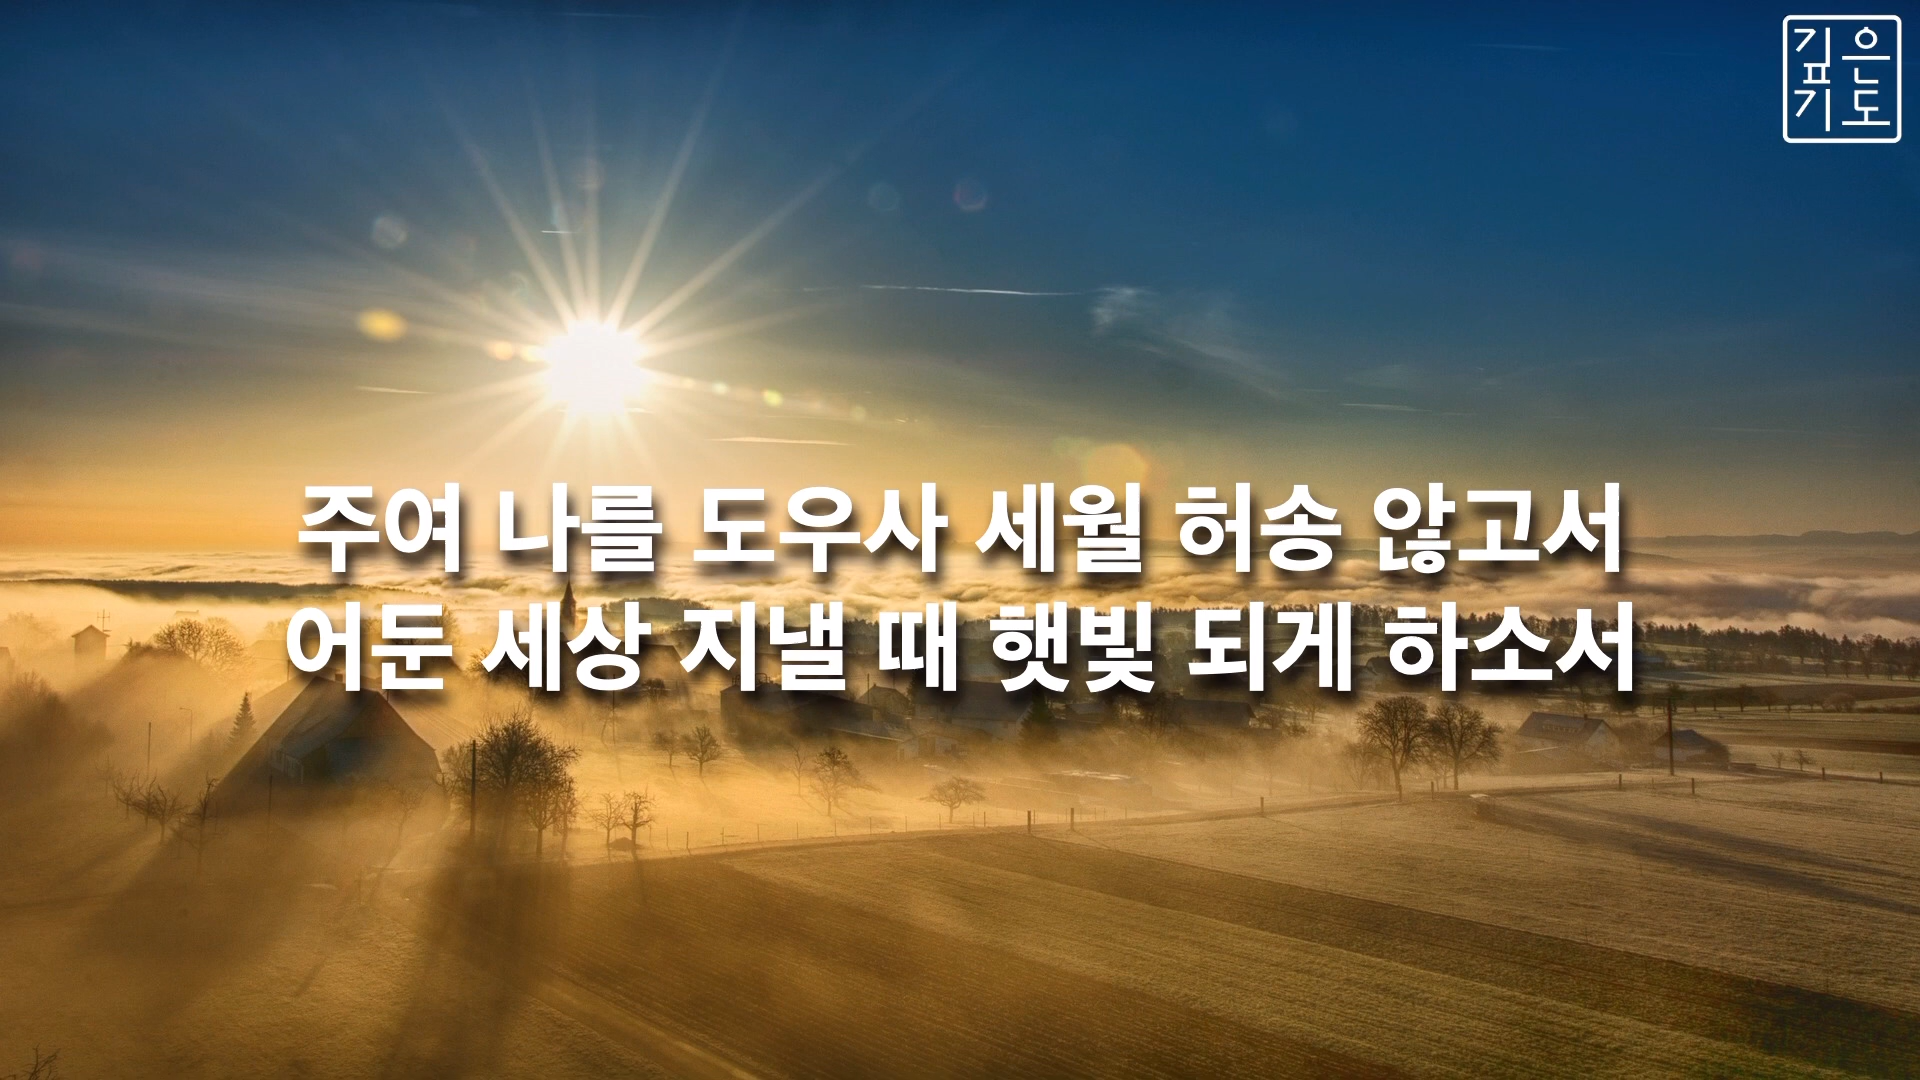 깊은
기도
주여 나를 도우사 세월 허송 않고서
어둔 세상 지낼 때 햇빛 되게 하소서